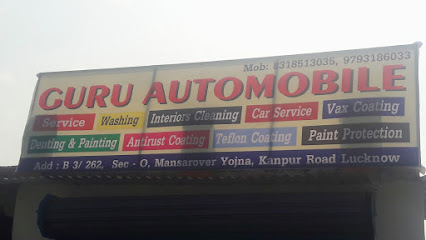 Mob: 8318513035, 9793186033
GURU AUTOMOBILE
Service Washing Interiors Cleaning Car Service Vax Coating
Denting & Painting Antirust Coating Teflon Coating Paint Protection
Add : B 3/ 262, Sec - O, Mansarover Yojna, Kanpur Road Lucknow